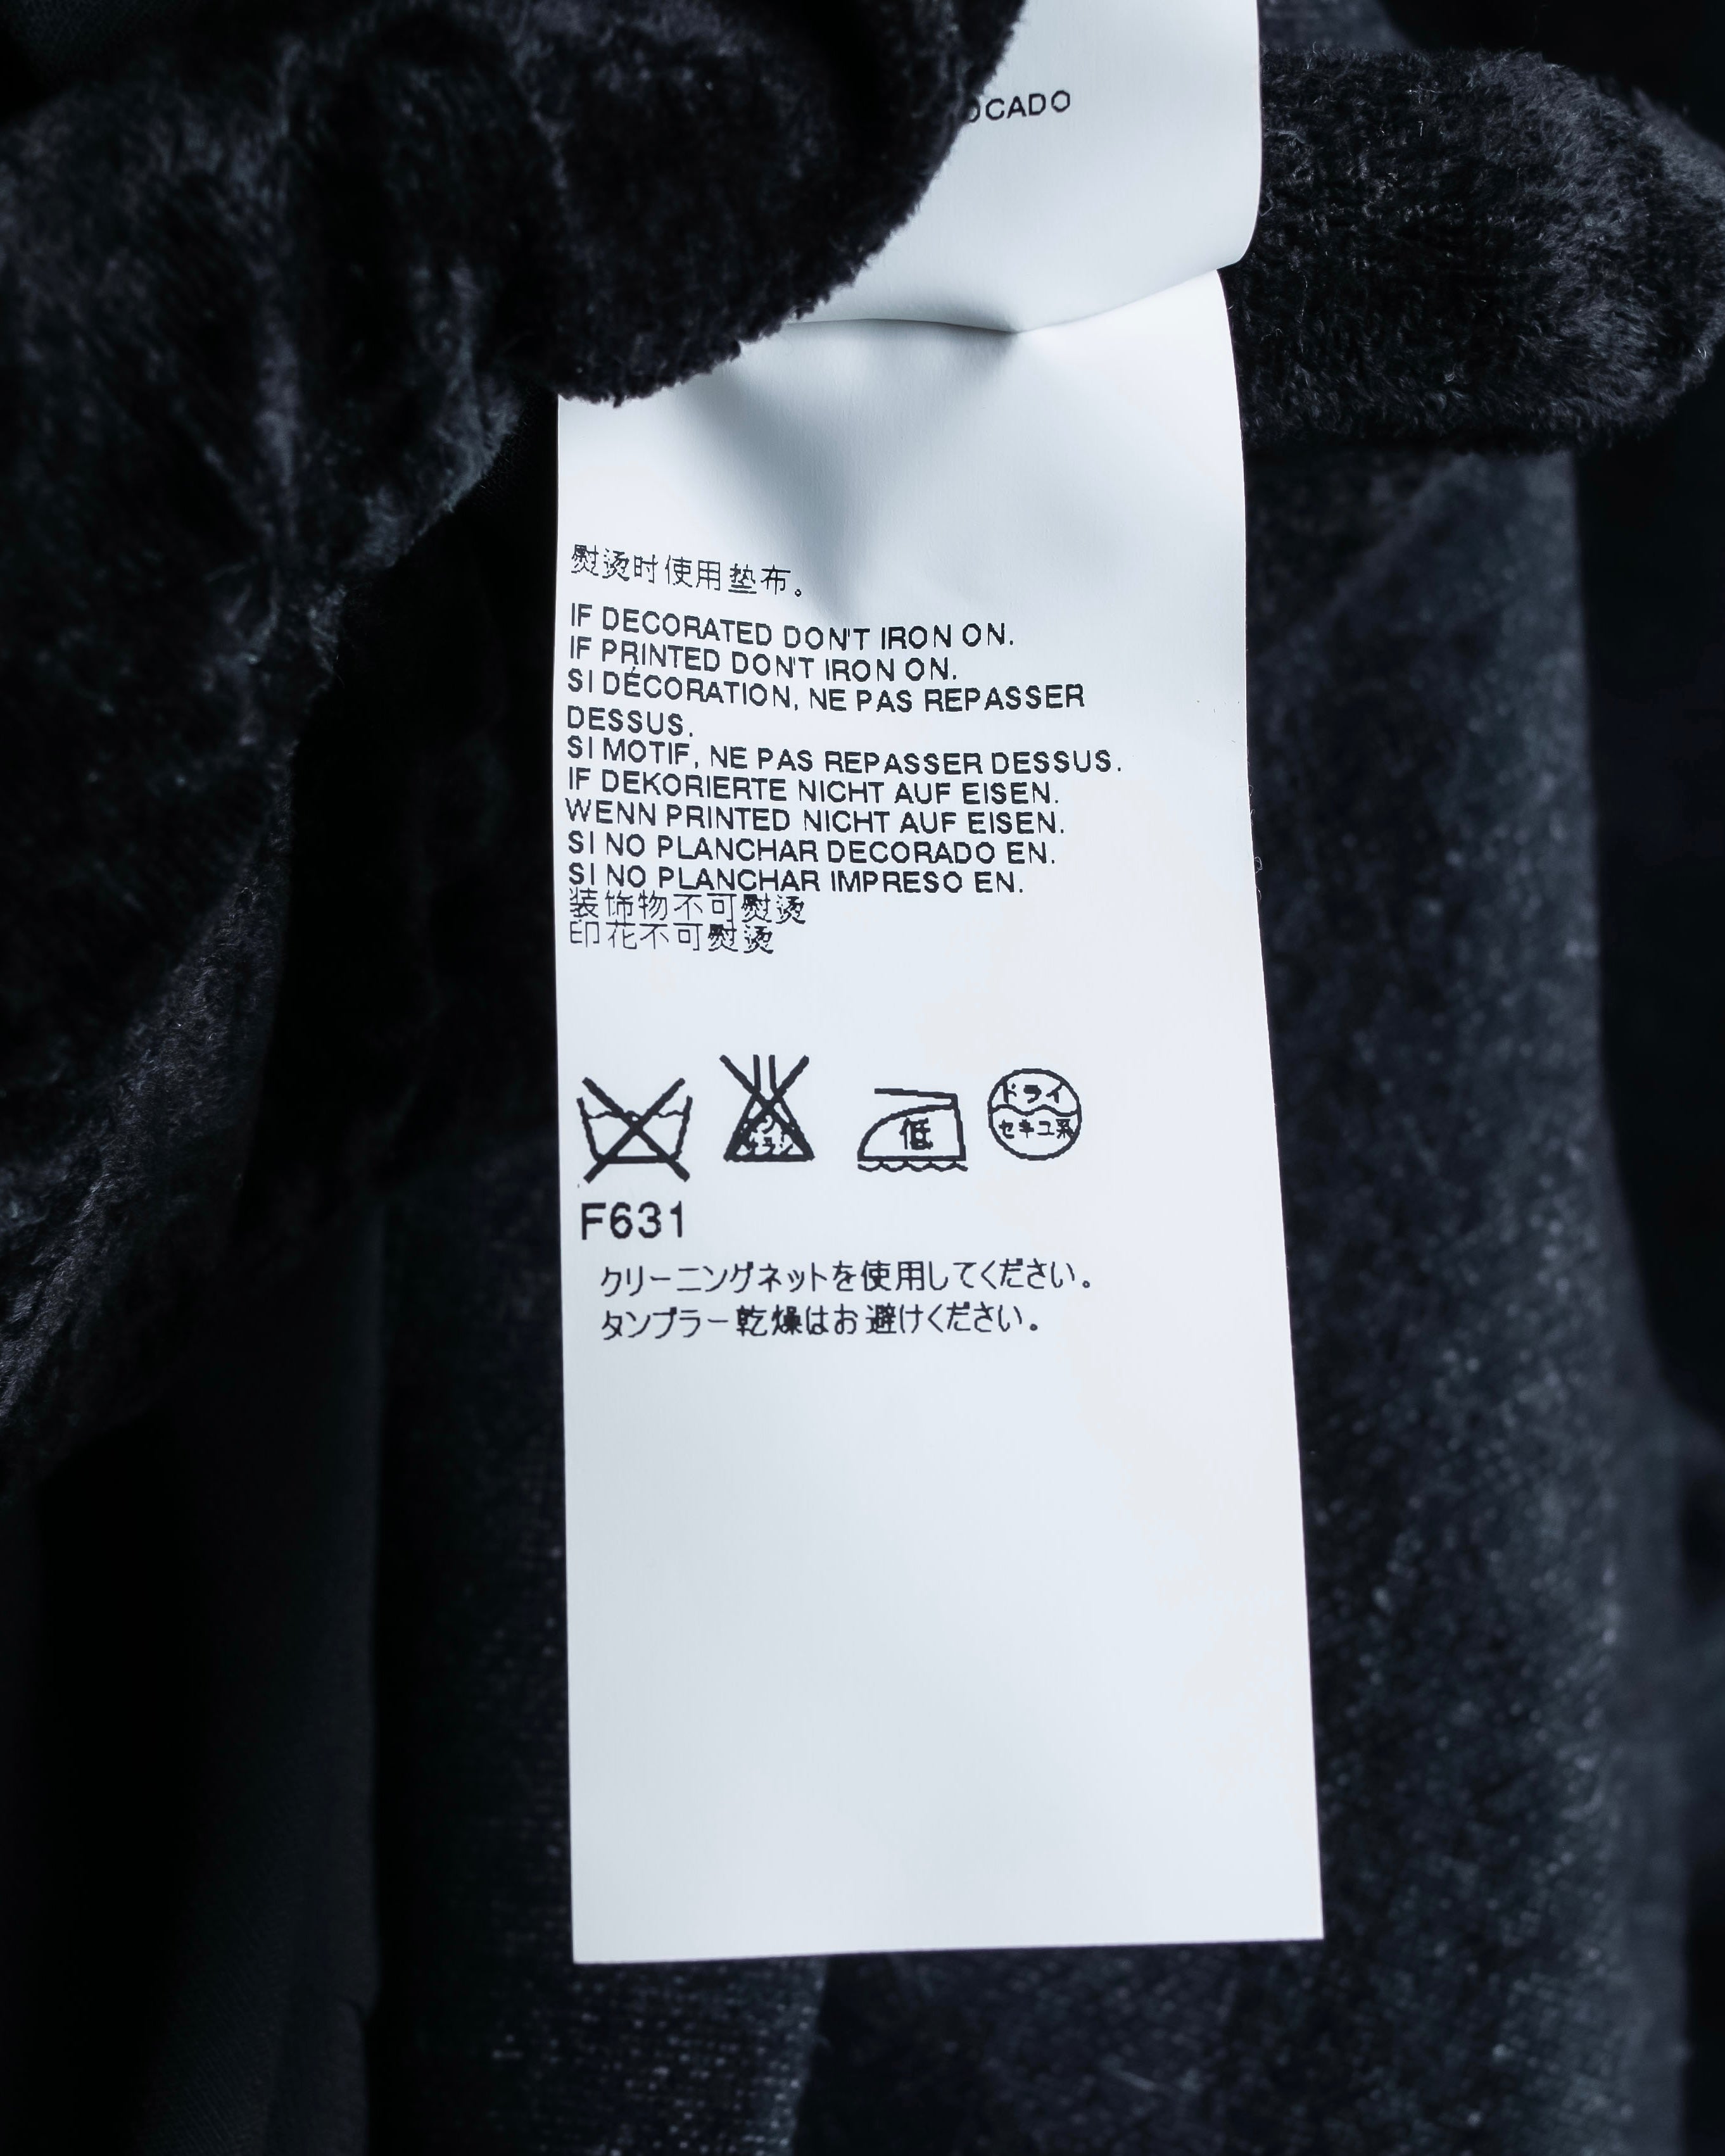 OCADO
熨烫时使用垫布。
IF DECORATED DON'T IRON ON.
IF PRINTED DON'T IRON ON.
SI DÉCORATION, NE PAS REPASSER
DESSUS.
SI MOTIF, NE PAS REPASSER DESSUS.
IF DEKORIERTE NICHT AUF EISEN.
WENN PRINTED NICHT AUF EISEN.
SI NO PLANCHAR DECORADO EN.
SI NO PLANCHAR IMPRESO EN.
装饰物不可熨烫
印花不可熨烫
低
ドライ
セキユ系
F631
クリーニングネットを使用してください。
タンブラー乾燥はお避けください。